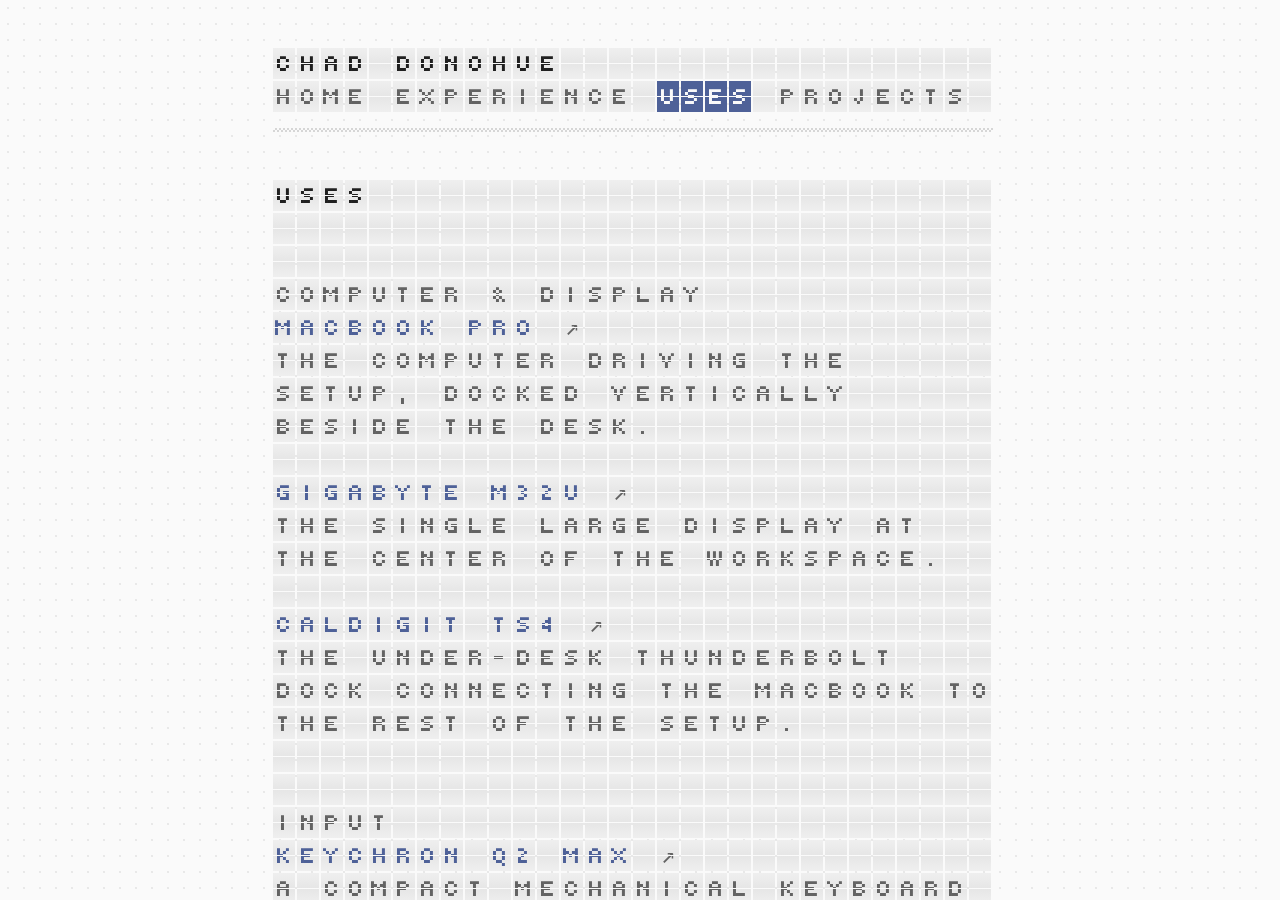 CHAD DONOHUE
HOME EXPERIENCE USES PROJECTS
USES
COMPUTER & DISPLAY
MACBOOK PRO ↗
THE COMPUTER DRIVING THE
SETUP, DOCKED VERTICALLY
BESIDE THE DESK.
GIGABYTE M32U ↗
THE SINGLE LARGE DISPLAY AT
THE CENTER OF THE WORKSPACE.
CALDIGIT TS4 ↗
THE UNDER-DESK THUNDERBOLT
DOCK CONNECTING THE MACBOOK TO
THE REST OF THE SETUP.
INPUT
KEYCHRON Q2 MAX ↗
A COMPACT MECHANICAL KEYBOARD